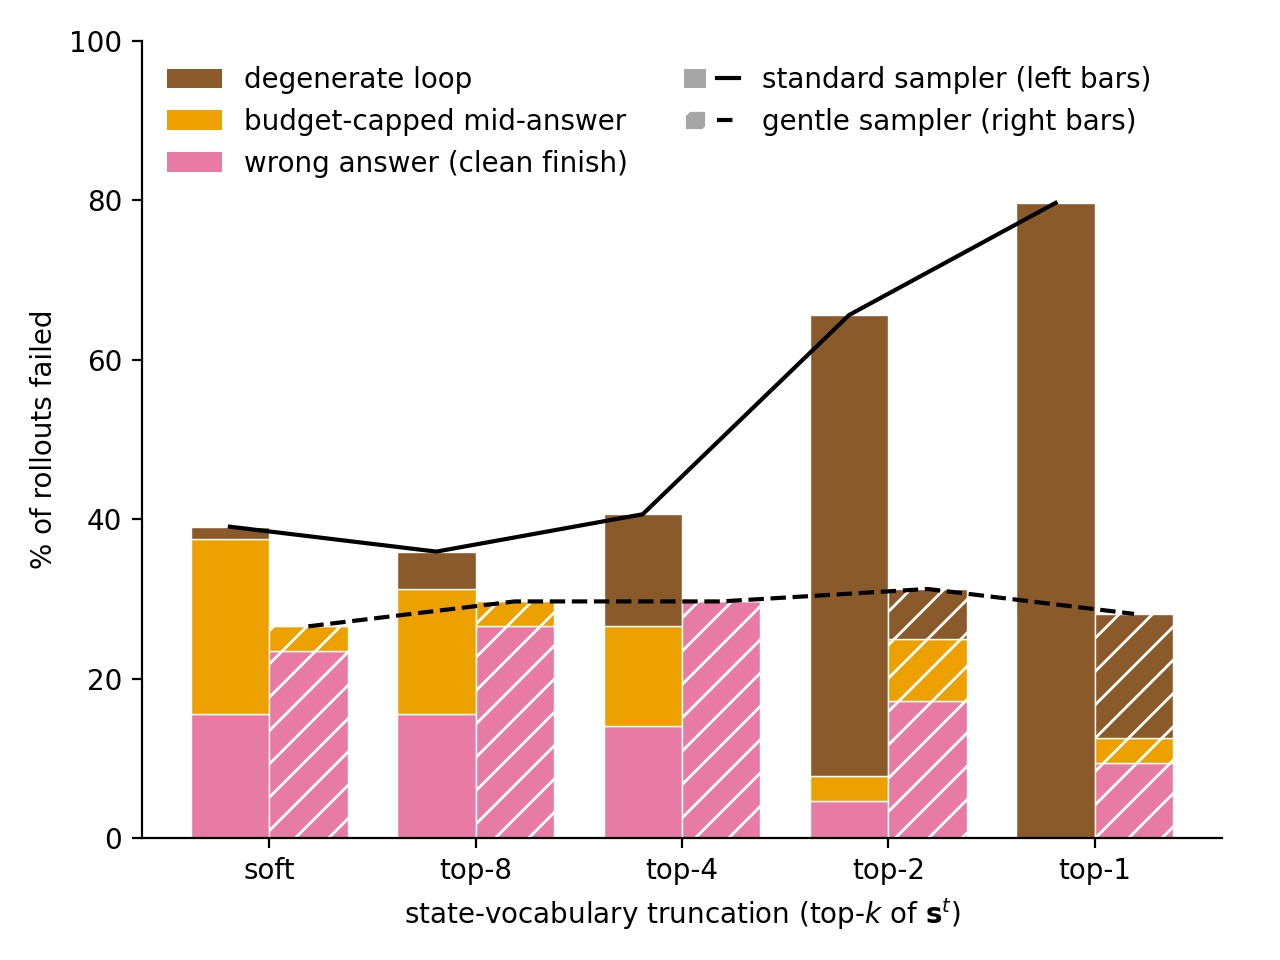 100
degenerate loop
budget-capped mid-answer
wrong answer (clean finish)
standard sampler (left bars)
gentle sampler (right bars)
80
60
40
20
0
% of rollouts failed
soft
top-8
top-4
top-2
top-1
state-vocabulary truncation (top-k of sᵗ)